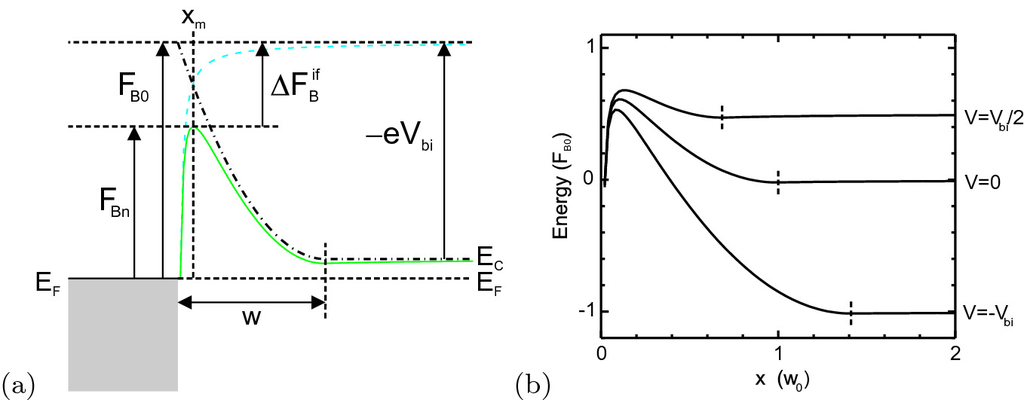 x_m
F_B0
ΔF_B^if
−eV_bi
F_Bn
E_C
E_F
E_F
w
(a)
1
0
-1
Energy (F_B0)
V=V_bi/2
V=0
V=-V_bi
0
1
2
x (w_0)
(b)